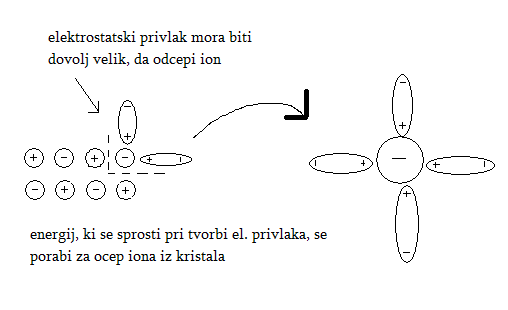 elektrostatski privlak mora biti
dovolj velik, da odcepi ion
energij, ki se sprosti pri tvorbi el. privlaka, se
porabi za ocep iona iz kristala